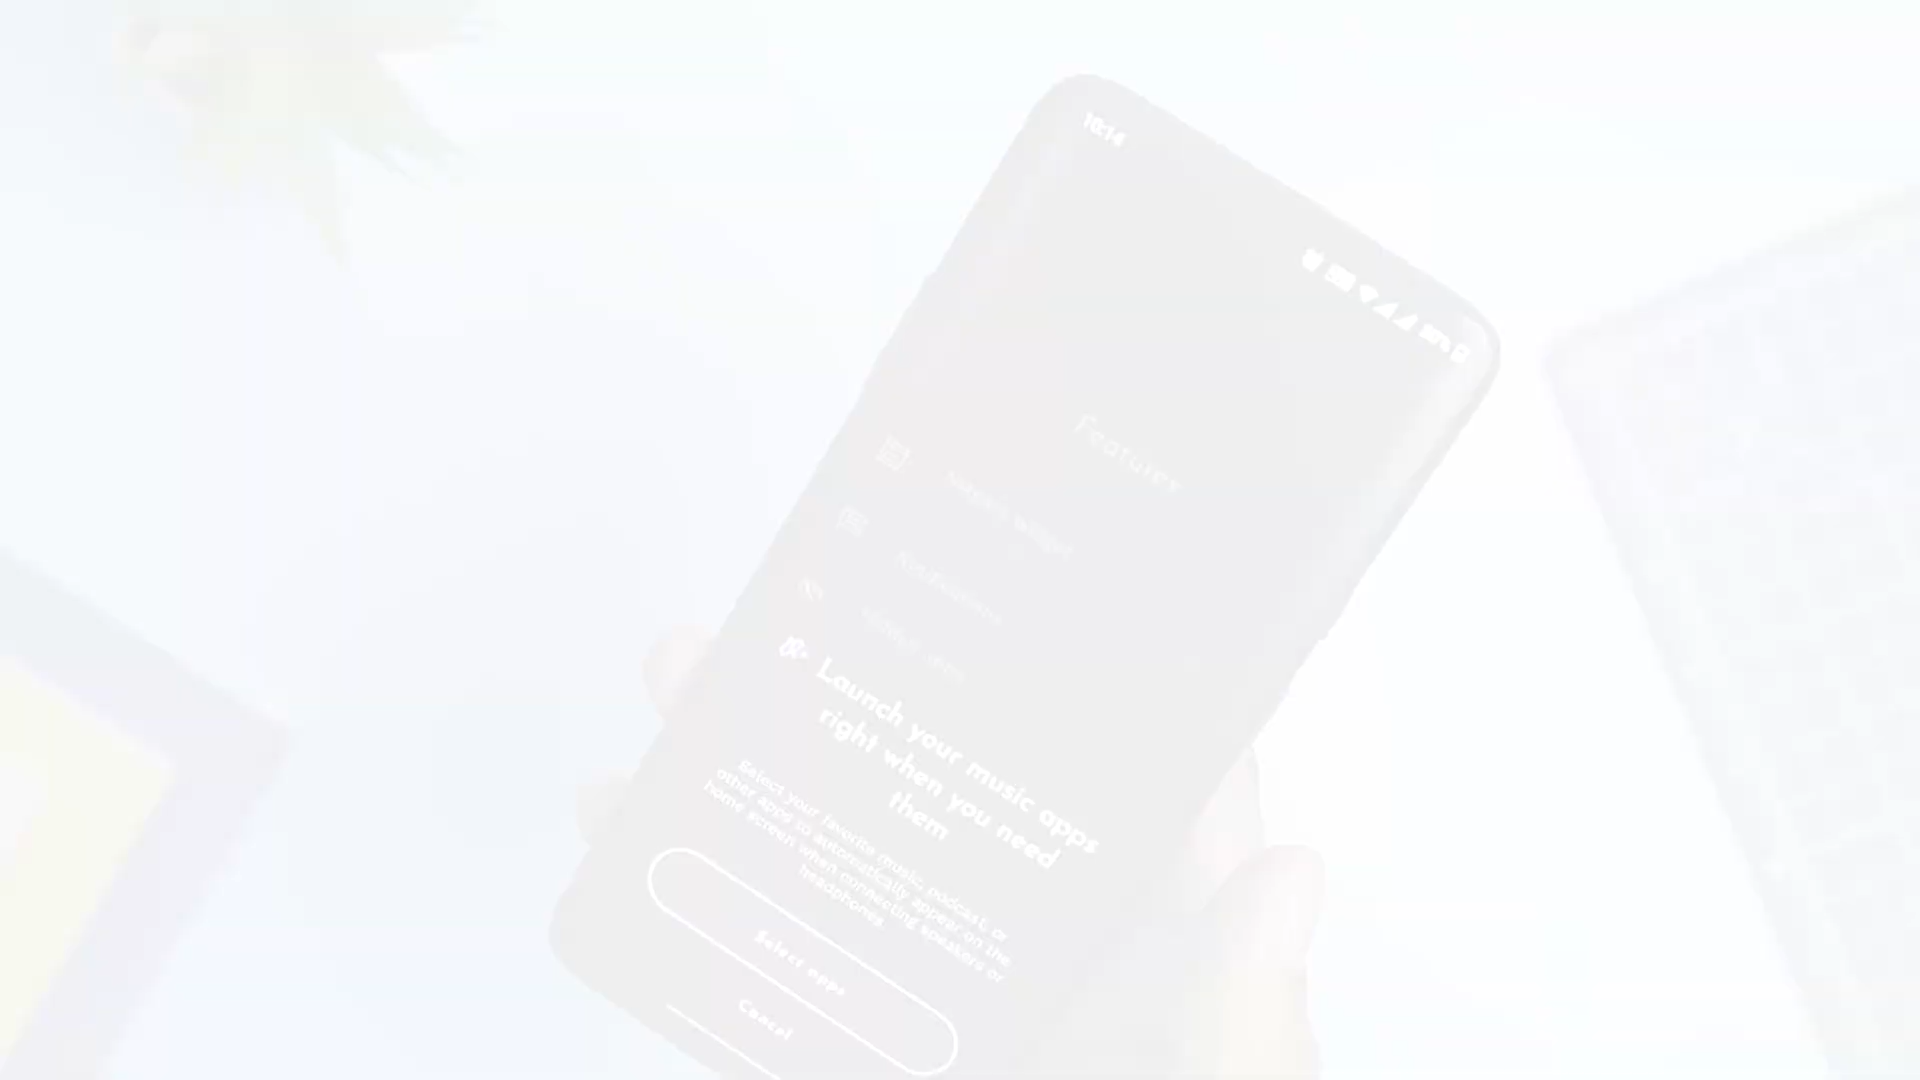 10:14
Features
Launch your music apps
right when you need
them
Select your favorite music, podcast, or
other apps to automatically appear on the
home screen when connecting speakers or
headphones.
Select apps
Cancel